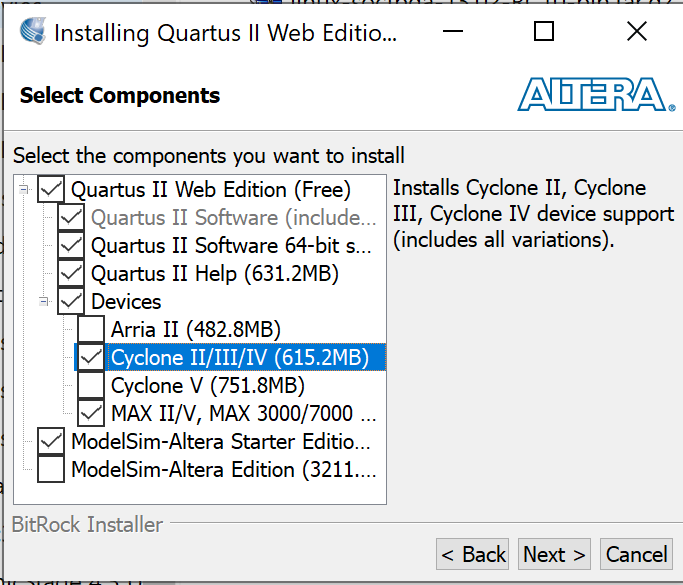 Installing Quartus II Web Editio...
Select Components
ALTERA®
Select the components you want to install
Quartus II Web Edition (Free)
Quartus II Software (include...
Quartus II Software 64-bit s...
Quartus II Help (631.2MB)
Devices
Arria II (482.8MB)
Cyclone II/III/IV (615.2MB)
Cyclone V (751.8MB)
MAX II/V, MAX 3000/7000 ...
ModelSim-Altera Starter Editio...
ModelSim-Altera Edition (3211....
Installs Cyclone II, Cyclone
III, Cyclone IV device support
(includes all variations).
BitRock Installer
< Back
Next >
Cancel